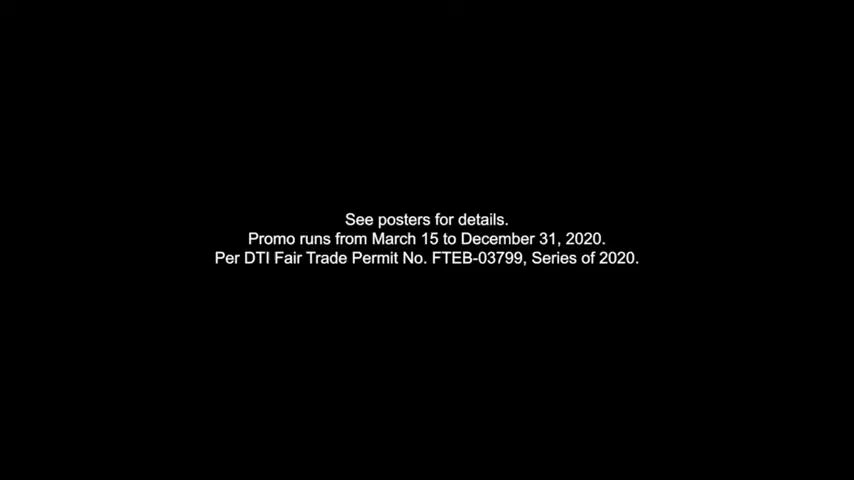 See posters for details.
Promo runs from March 15 to December 31, 2020.
Per DTI Fair Trade Permit No. FTEB-03799, Series of 2020.